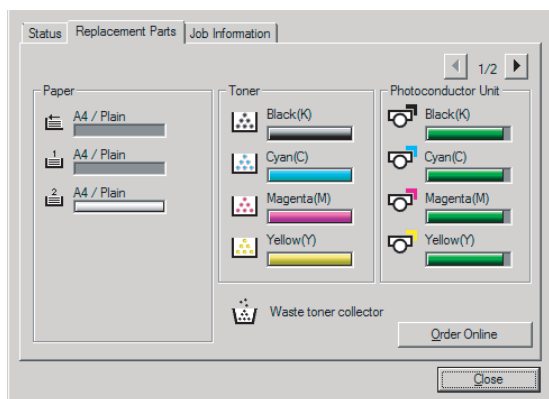 Status
Replacement Parts
Job Information
1/2
Paper
A4 / Plain
1
A4 / Plain
2
A4 / Plain
Toner
Black(K)
Cyan(C)
Magenta(M)
Yellow(Y)
Photoconductor Unit
Black(K)
Cyan(C)
Magenta(M)
Yellow(Y)
Waste toner collector
Order Online
Close